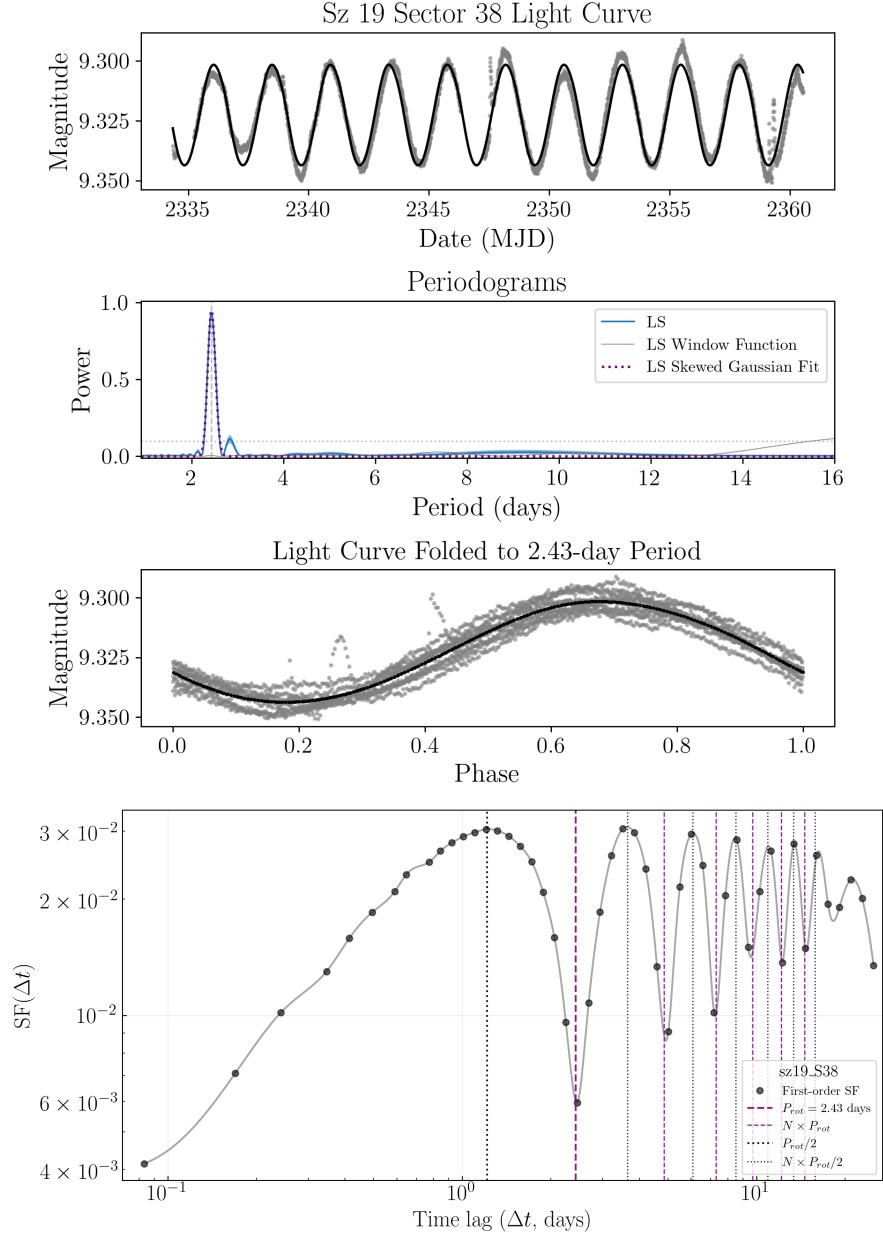 Sz 19 Sector 38 Light Curve
Magnitude
9.300
9.325
9.350
2335 2340 2345 2350 2355 2360
Date (MJD)
Periodograms
Power
1.0
0.5
0.0
LS
LS Window Function
LS Skewed Gaussian Fit
2 4 6 8 10 12 14 16
Period (days)
Light Curve Folded to 2.43-day Period
Magnitude
9.300
9.325
9.350
0.0 0.2 0.4 0.6 0.8 1.0
Phase
SF(Δt)
3 × 10⁻²
2 × 10⁻²
10⁻²
6 × 10⁻³
4 × 10⁻³
sz19_S38
First-order SF
P_rot = 2.43 days
N × P_rot
P_rot/2
N × P_rot/2
10⁻¹ 10⁰ 10¹
Time lag (Δt, days)